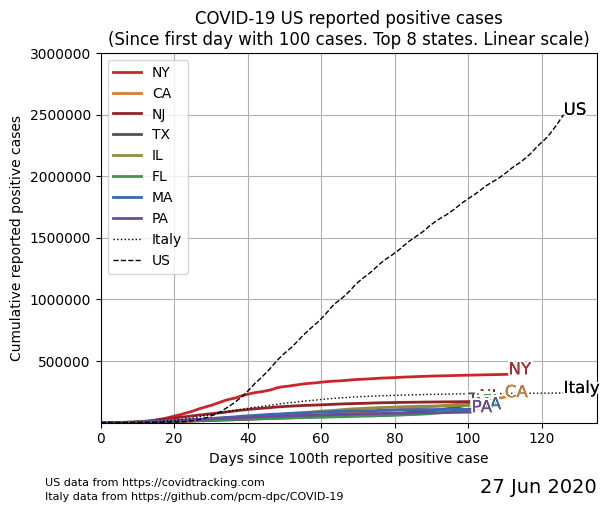 COVID-19 US reported positive cases
(Since first day with 100 cases. Top 8 states. Linear scale)
3000000
2500000
2000000
1500000
1000000
500000
Cumulative reported positive cases
NY
CA
NJ
TX
IL
FL
MA
PA
Italy
US
US
NY
CA
Italy
PA
0
20
40
60
80
100
120
Days since 100th reported positive case
US data from https://covidtracking.com
Italy data from https://github.com/pcm-dpc/COVID-19
27 Jun 2020